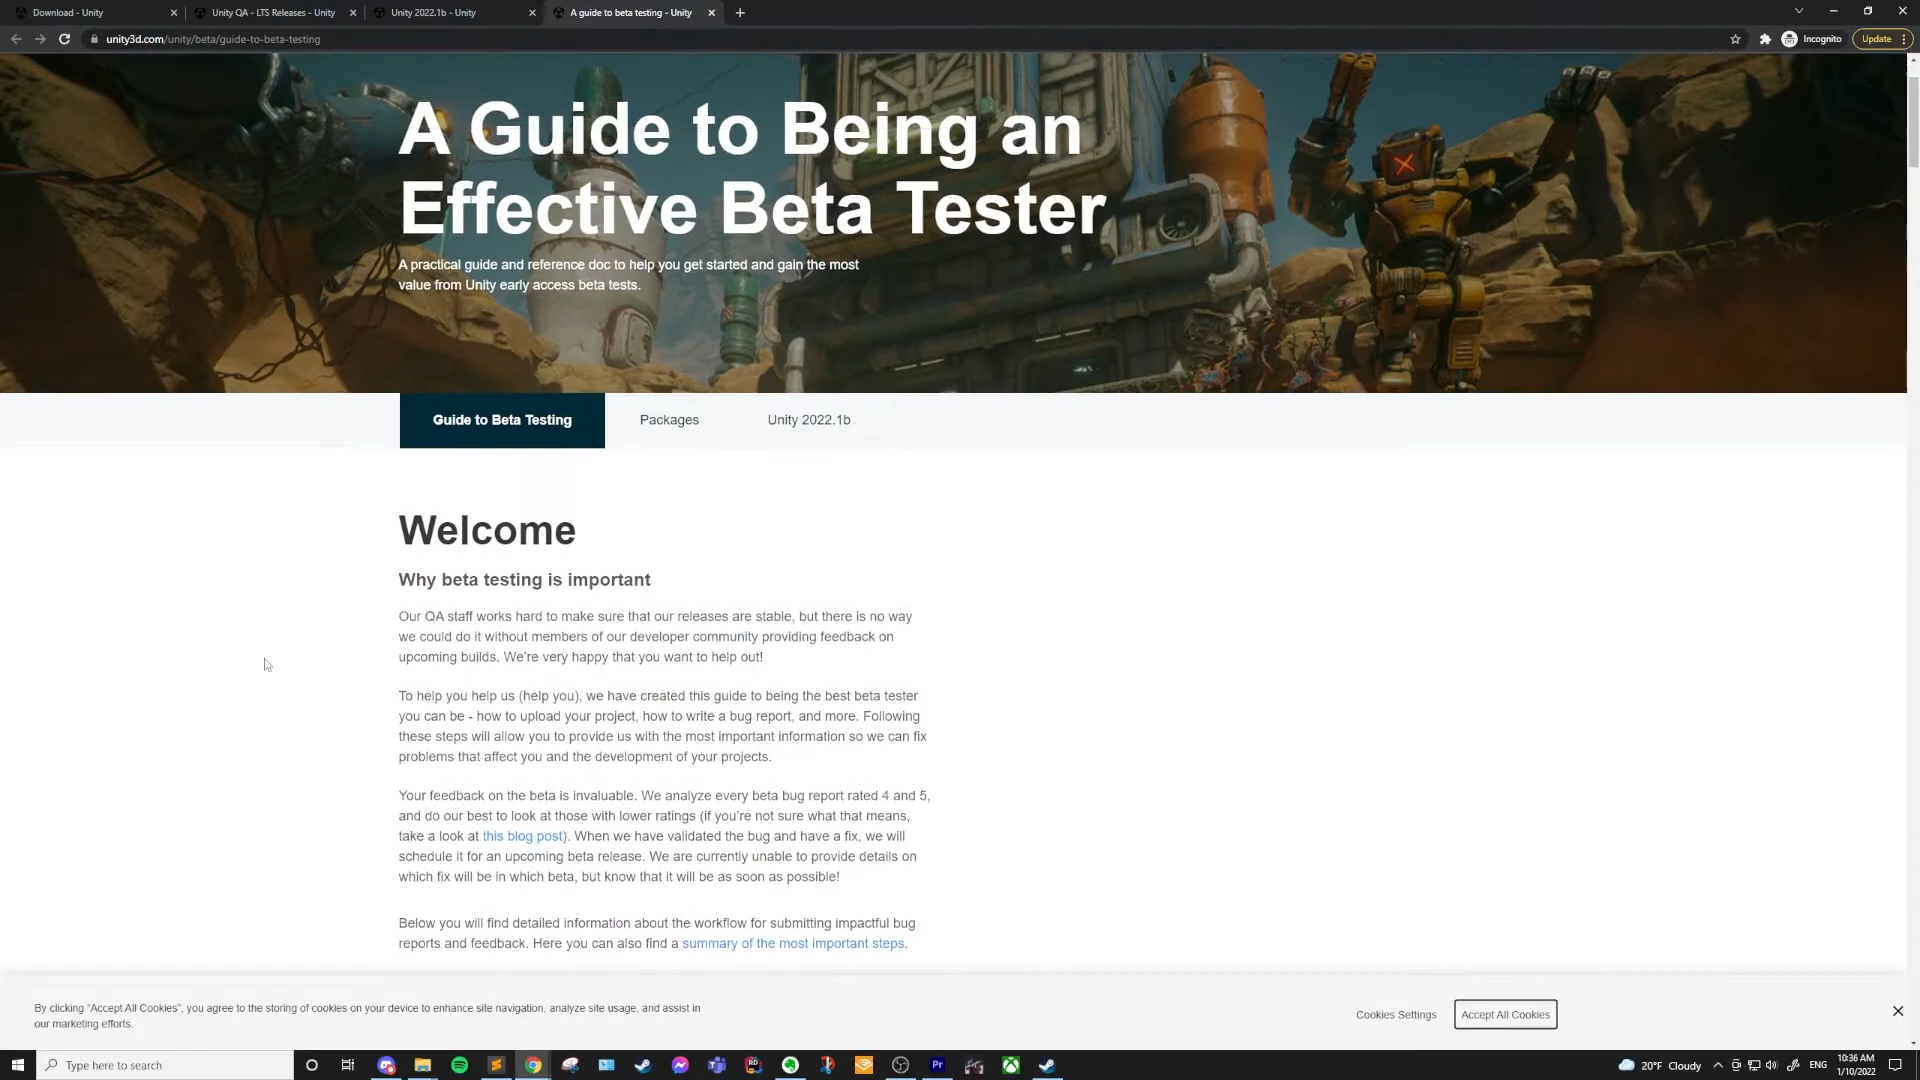 Download - Unity
Unity QA - LTS Releases - Unity
Unity 2022.1b - Unity
A guide to beta testing - Unity
unity3d.com/unity/beta/guide-to-beta-testing
Incognito
Update
A Guide to Being an
Effective Beta Tester
A practical guide and reference doc to help you get started and gain the most
value from Unity early access beta tests.
Guide to Beta Testing
Packages
Unity 2022.1b
Welcome
Why beta testing is important
Our QA staff works hard to make sure that our releases are stable, but there is no way
we could do it without members of our developer community providing feedback on
upcoming builds. We're very happy that you want to help out!
To help you help us (help you), we have created this guide to being the best beta tester
you can be - how to upload your project, how to write a bug report, and more. Following
these steps will allow you to provide us with the most important information so we can fix
problems that affect you and the development of your projects.
Your feedback on the beta is invaluable. We analyze every beta bug report rated 4 and 5,
and do our best to look at those with lower ratings (if you're not sure what that means,
take a look at this blog post). When we have validated the bug and have a fix, we will
schedule it for an upcoming beta release. We are currently unable to provide details on
which fix will be in which beta, but know that it will be as soon as possible!
Below you will find detailed information about the workflow for submitting impactful bug
reports and feedback. Here you can also find a summary of the most important steps.
By clicking "Accept All Cookies", you agree to the storing of cookies on your device to enhance site navigation, analyze site usage, and assist in
our marketing efforts.
Cookies Settings
Accept All Cookies
Type here to search
Pr
20°F Cloudy
ENG
10:36 AM
1/10/2022